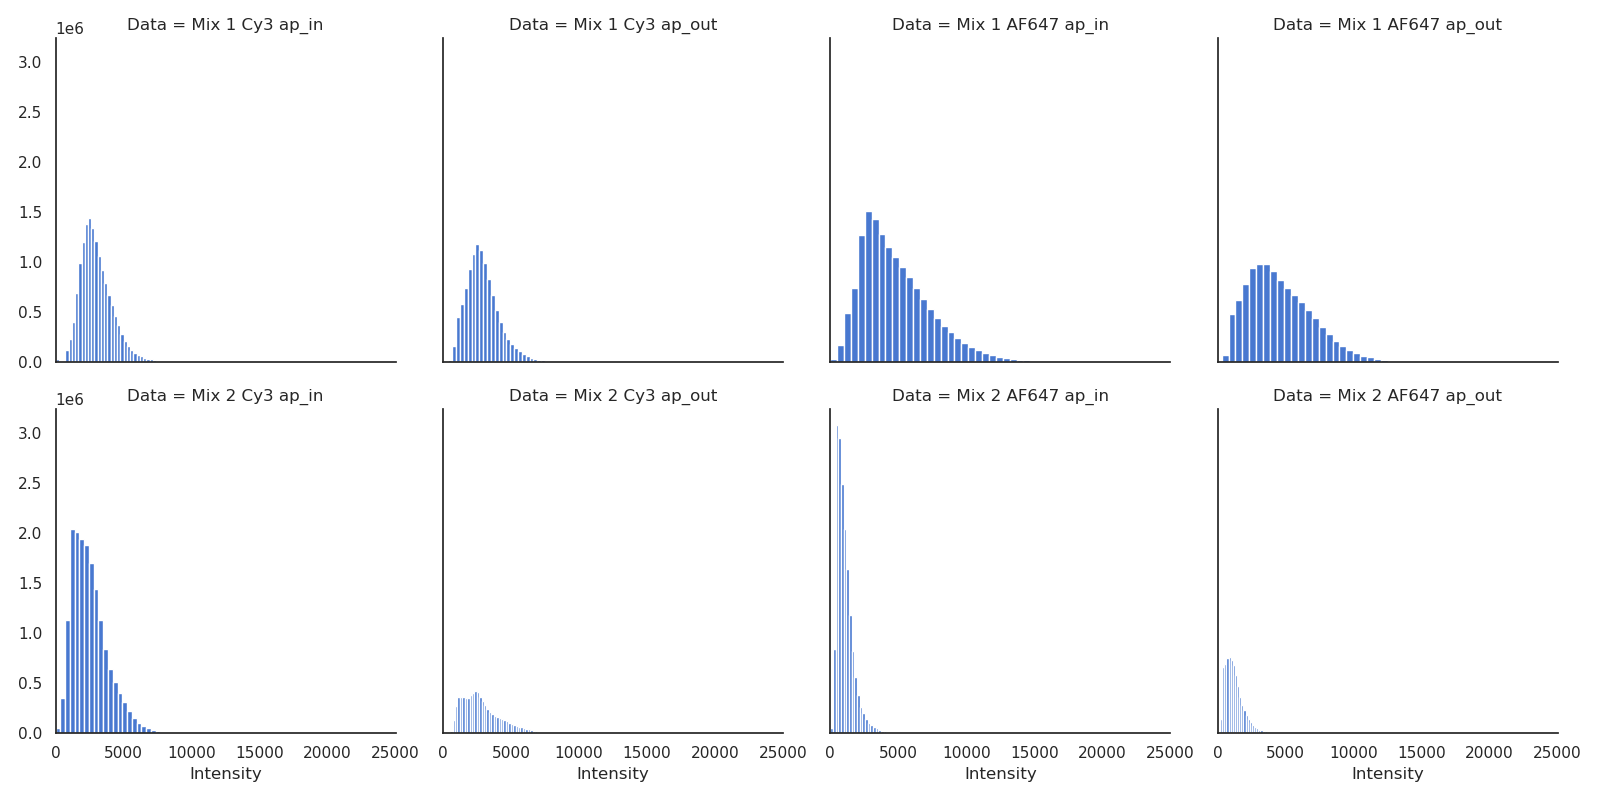 Data = Mix 1 Cy3 ap_in
Data = Mix 1 Cy3 ap_out
Data = Mix 1 AF647 ap_in
Data = Mix 1 AF647 ap_out
1e6
3.0
2.5
2.0
1.5
1.0
0.5
0.0
Data = Mix 2 Cy3 ap_in
Data = Mix 2 Cy3 ap_out
Data = Mix 2 AF647 ap_in
Data = Mix 2 AF647 ap_out
1e6
3.0
2.5
2.0
1.5
1.0
0.5
0.0
0 5000 10000 15000 20000 25000
0 5000 10000 15000 20000 25000
0 5000 10000 15000 20000 25000
0 5000 10000 15000 20000 25000
Intensity
Intensity
Intensity
Intensity